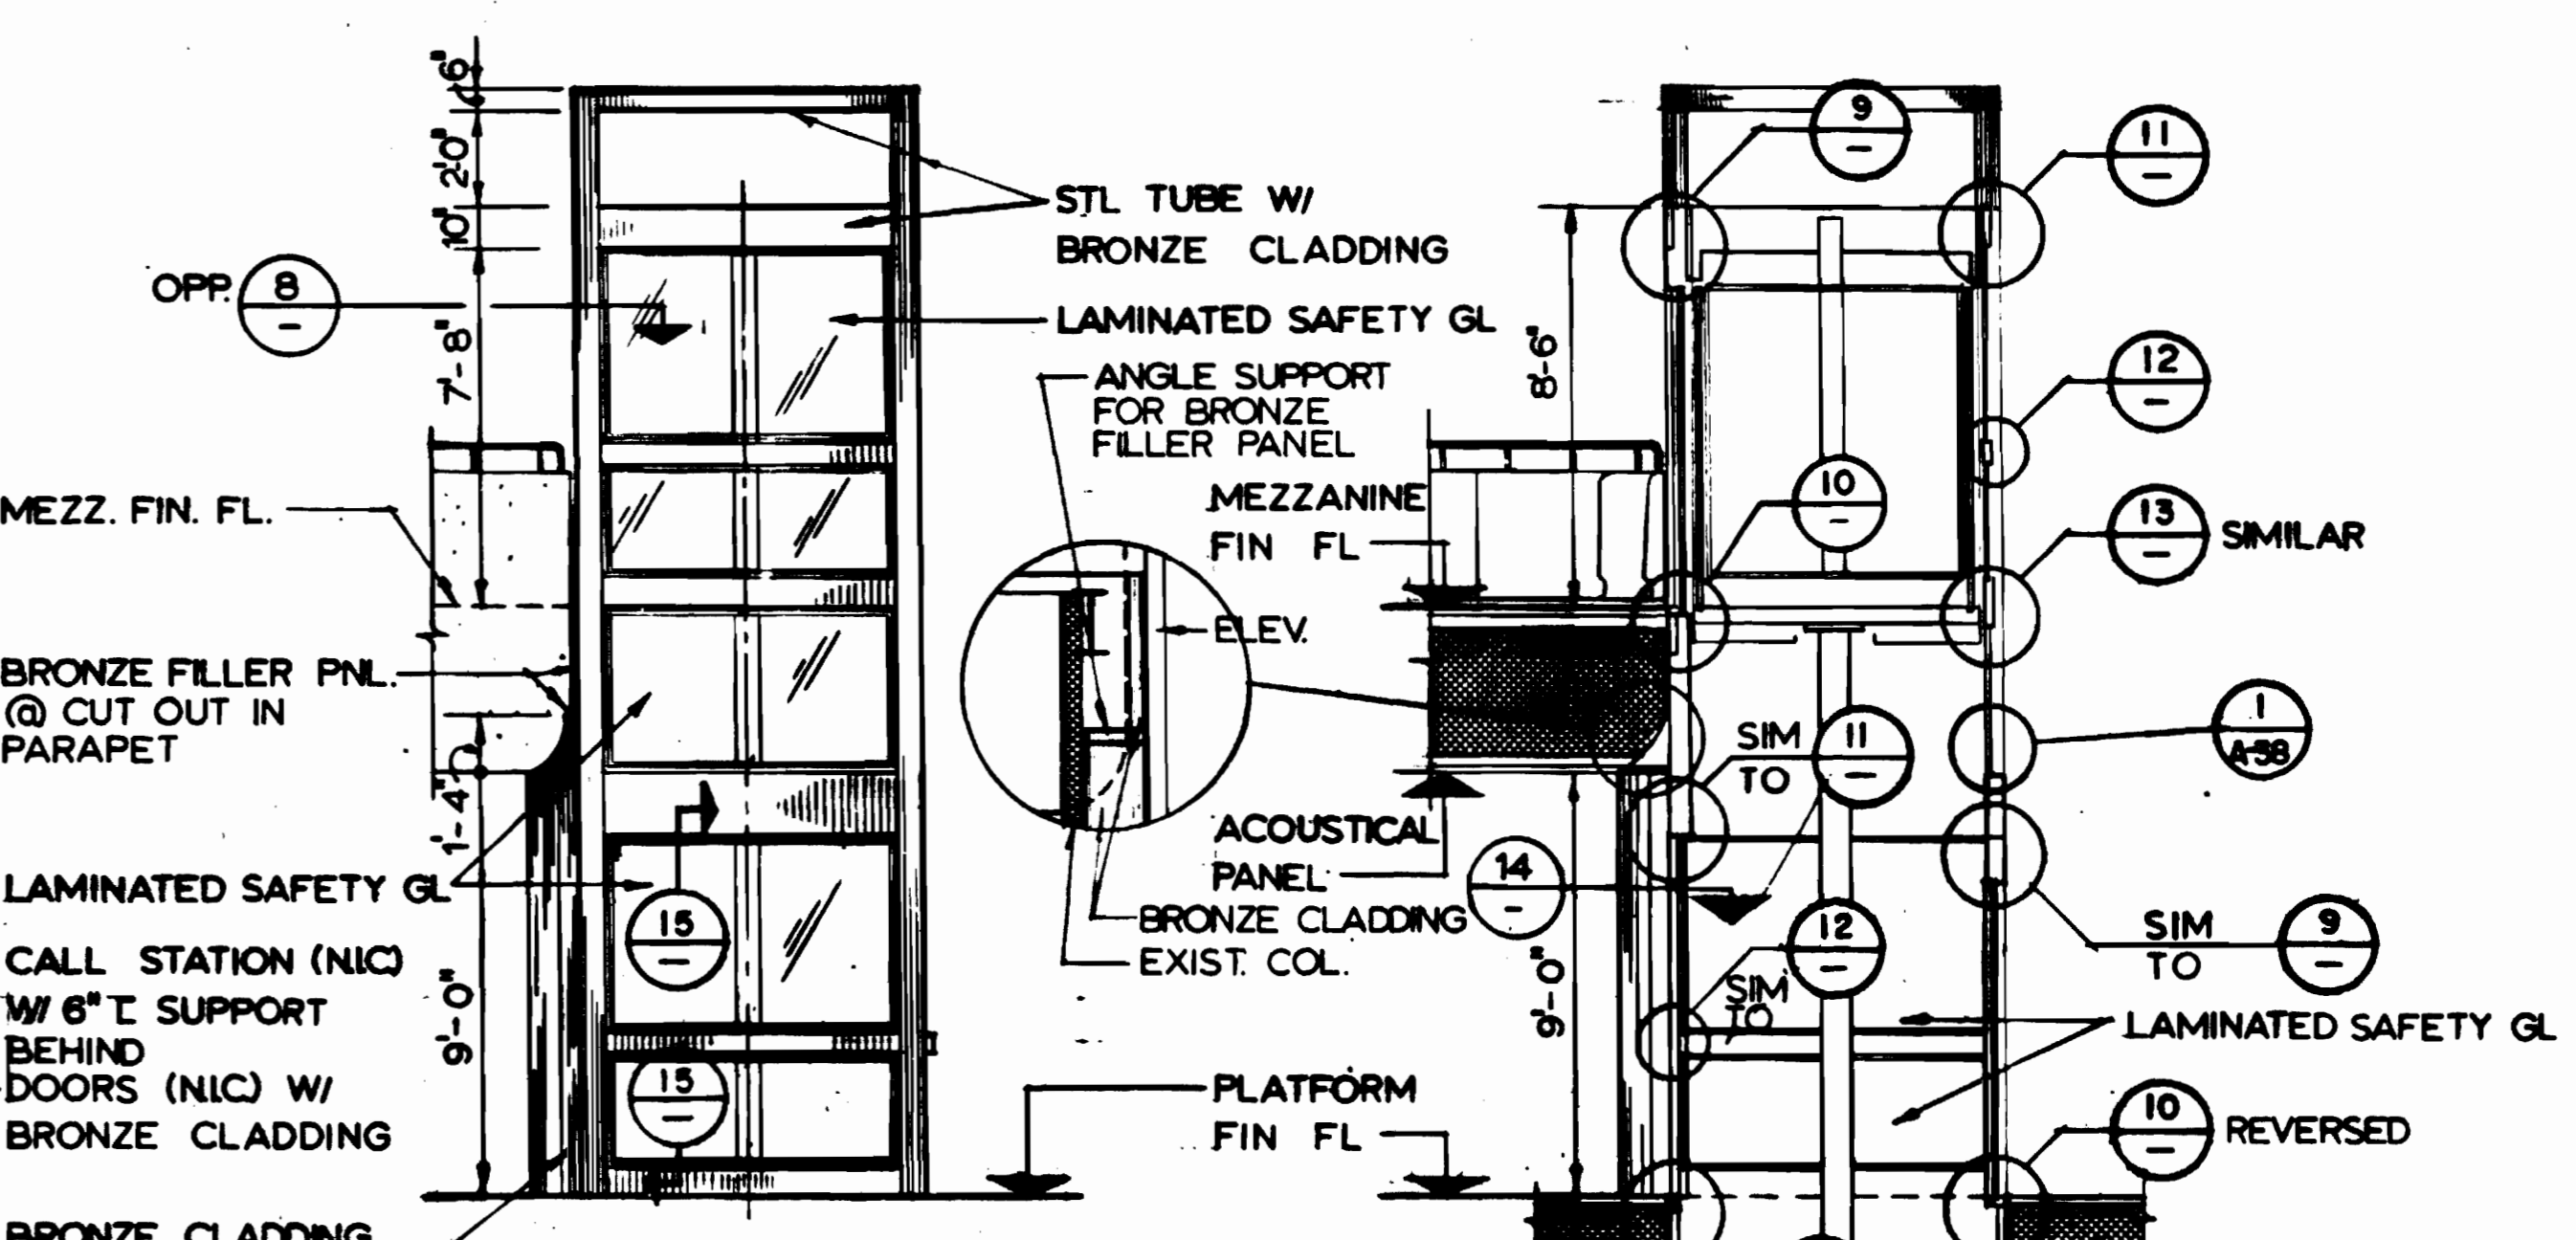 6"
2'-0"
10"
7'-8"
1'-4"
9'-0"
OPP. 8
–
MEZZ. FIN. FL.
BRONZE FILLER PNL.
@ CUT OUT IN
PARAPET
LAMINATED SAFETY GL
CALL STATION (N.I.C)
W/ 6" SUPPORT
BEHIND
DOORS (N.I.C) W/
BRONZE CLADDING
BRONZE CLADDING
15
–
15
–
STL TUBE W/
BRONZE CLADDING
LAMINATED SAFETY GL
ANGLE SUPPORT
FOR BRONZE
FILLER PANEL
MEZZANINE
FIN FL
ELEV.
ACOUSTICAL
PANEL
BRONZE CLADDING
EXIST. COL.
PLATFORM
FIN FL
8'-6"
9'-0"
9
–
11
–
12
–
10
–
13
–
SIMILAR
SIM
TO
11
–
1
A-38
14
–
12
–
SIM
TO
SIM
TO
9
–
LAMINATED SAFETY GL
10
–
REVERSED